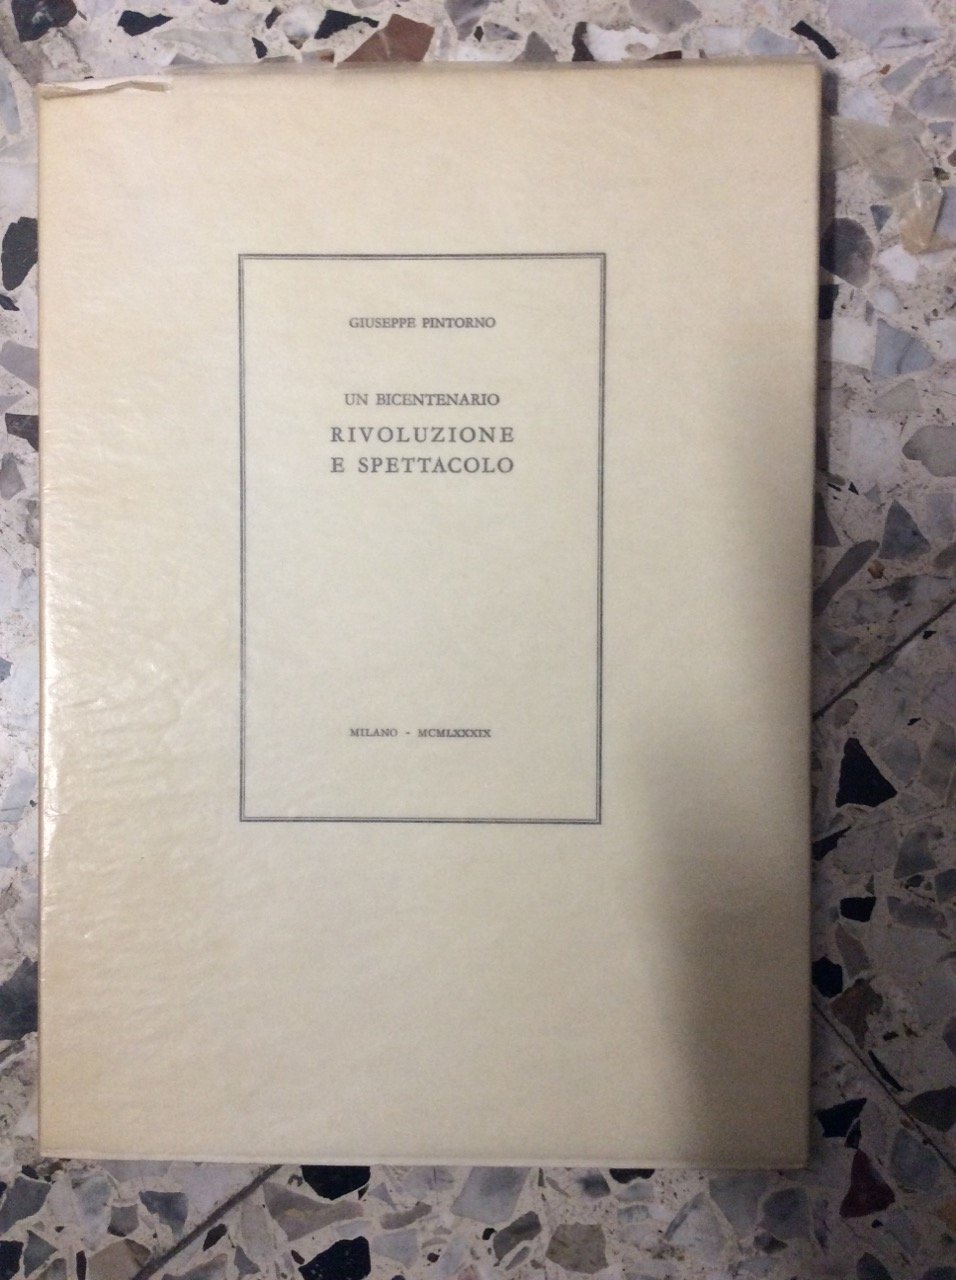 GIUSEPPE PINTORNO
UN BICENTENARIO
RIVOLUZIONE
E SPETTACOLO
MILANO - MCMLXXXIX